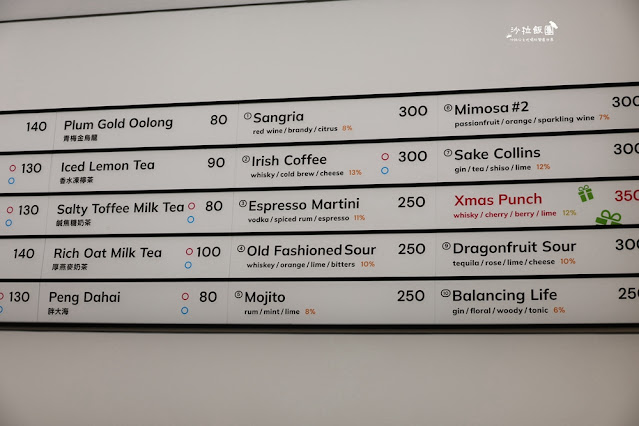 沙拉飯團
140
Plum Gold Oolong 80
青梅金烏龍
① Sangria 300
red wine / brandy / citrus 8%
⑥ Mimosa #2
passionfruit / orange / sparkling wine 7%
130
Iced Lemon Tea 90
香水凍檸茶
② Irish Coffee 300
whisky / cold brew / cheese 13%
⑦ Sake Collins
gin / tea / shiso / lime 12%
300
130
Salty Toffee Milk Tea 80
鹹焦糖奶茶
③ Espresso Martini 250
vodka / spiced rum / espresso 11%
Xmas Punch 350
whisky / cherry / berry / lime 12%
140
Rich Oat Milk Tea 100
厚燕麥奶茶
④ Old Fashioned Sour 250
whiskey / orange / lime / bitters 10%
⑨ Dragonfruit Sour 300
tequila / rose / lime / cheese 10%
130
Peng Dahai 80
胖大海
⑤ Mojito 250
rum / mint / lime 8%
⑩ Balancing Life 250
gin / floral / woody / tonic 6%